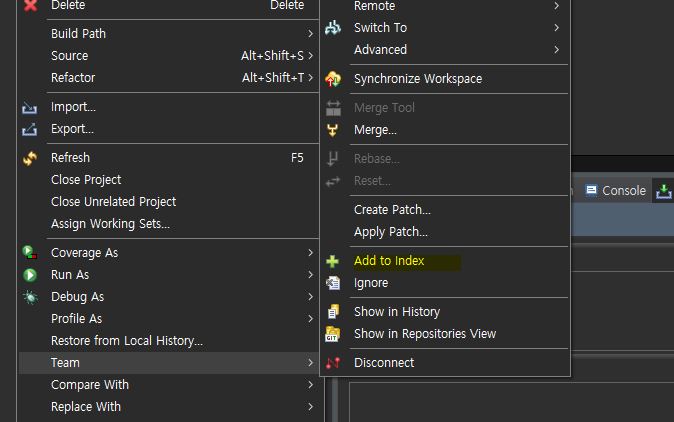 Delete Delete
Build Path
Source Alt+Shift+S
Refactor Alt+Shift+T
Import...
Export...
Refresh F5
Close Project
Close Unrelated Project
Assign Working Sets...
Coverage As
Run As
Debug As
Profile As
Restore from Local History...
Team
Compare With
Replace With
Remote
Switch To
Advanced
Synchronize Workspace
Merge Tool
Merge...
Rebase...
Reset...
Create Patch...
Apply Patch...
Add to Index
Ignore
Show in History
GIT
Show in Repositories View
Disconnect
Console